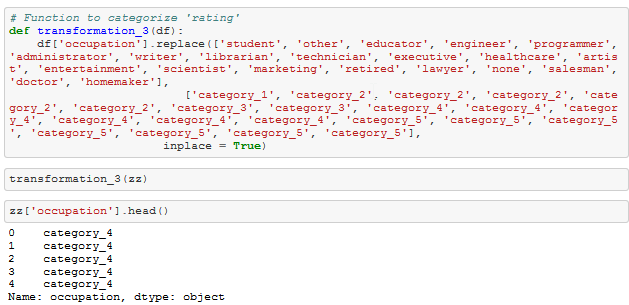 # Function to categorize 'rating'
def transformation_3(df):
    df['occupation'].replace(['student', 'other', 'educator', 'engineer', 'programmer',
'administrator', 'writer', 'librarian', 'technician', 'executive', 'healthcare', 'artis
t', 'entertainment', 'scientist', 'marketing', 'retired', 'lawyer', 'none', 'salesman',
'doctor', 'homemaker'],
                         ['category_1', 'category_2', 'category_2', 'category_2', 'cate
gory_2', 'category_2', 'category_3', 'category_3', 'category_4', 'category_4', 'categor
y_4', 'category_4', 'category_4', 'category_4', 'category_5', 'category_5', 'category_5
', 'category_5', 'category_5', 'category_5', 'category_5'],
                      inplace = True)
transformation_3(zz)
zz['occupation'].head()
0    category_4
1    category_4
2    category_4
3    category_4
4    category_4
Name: occupation, dtype: object